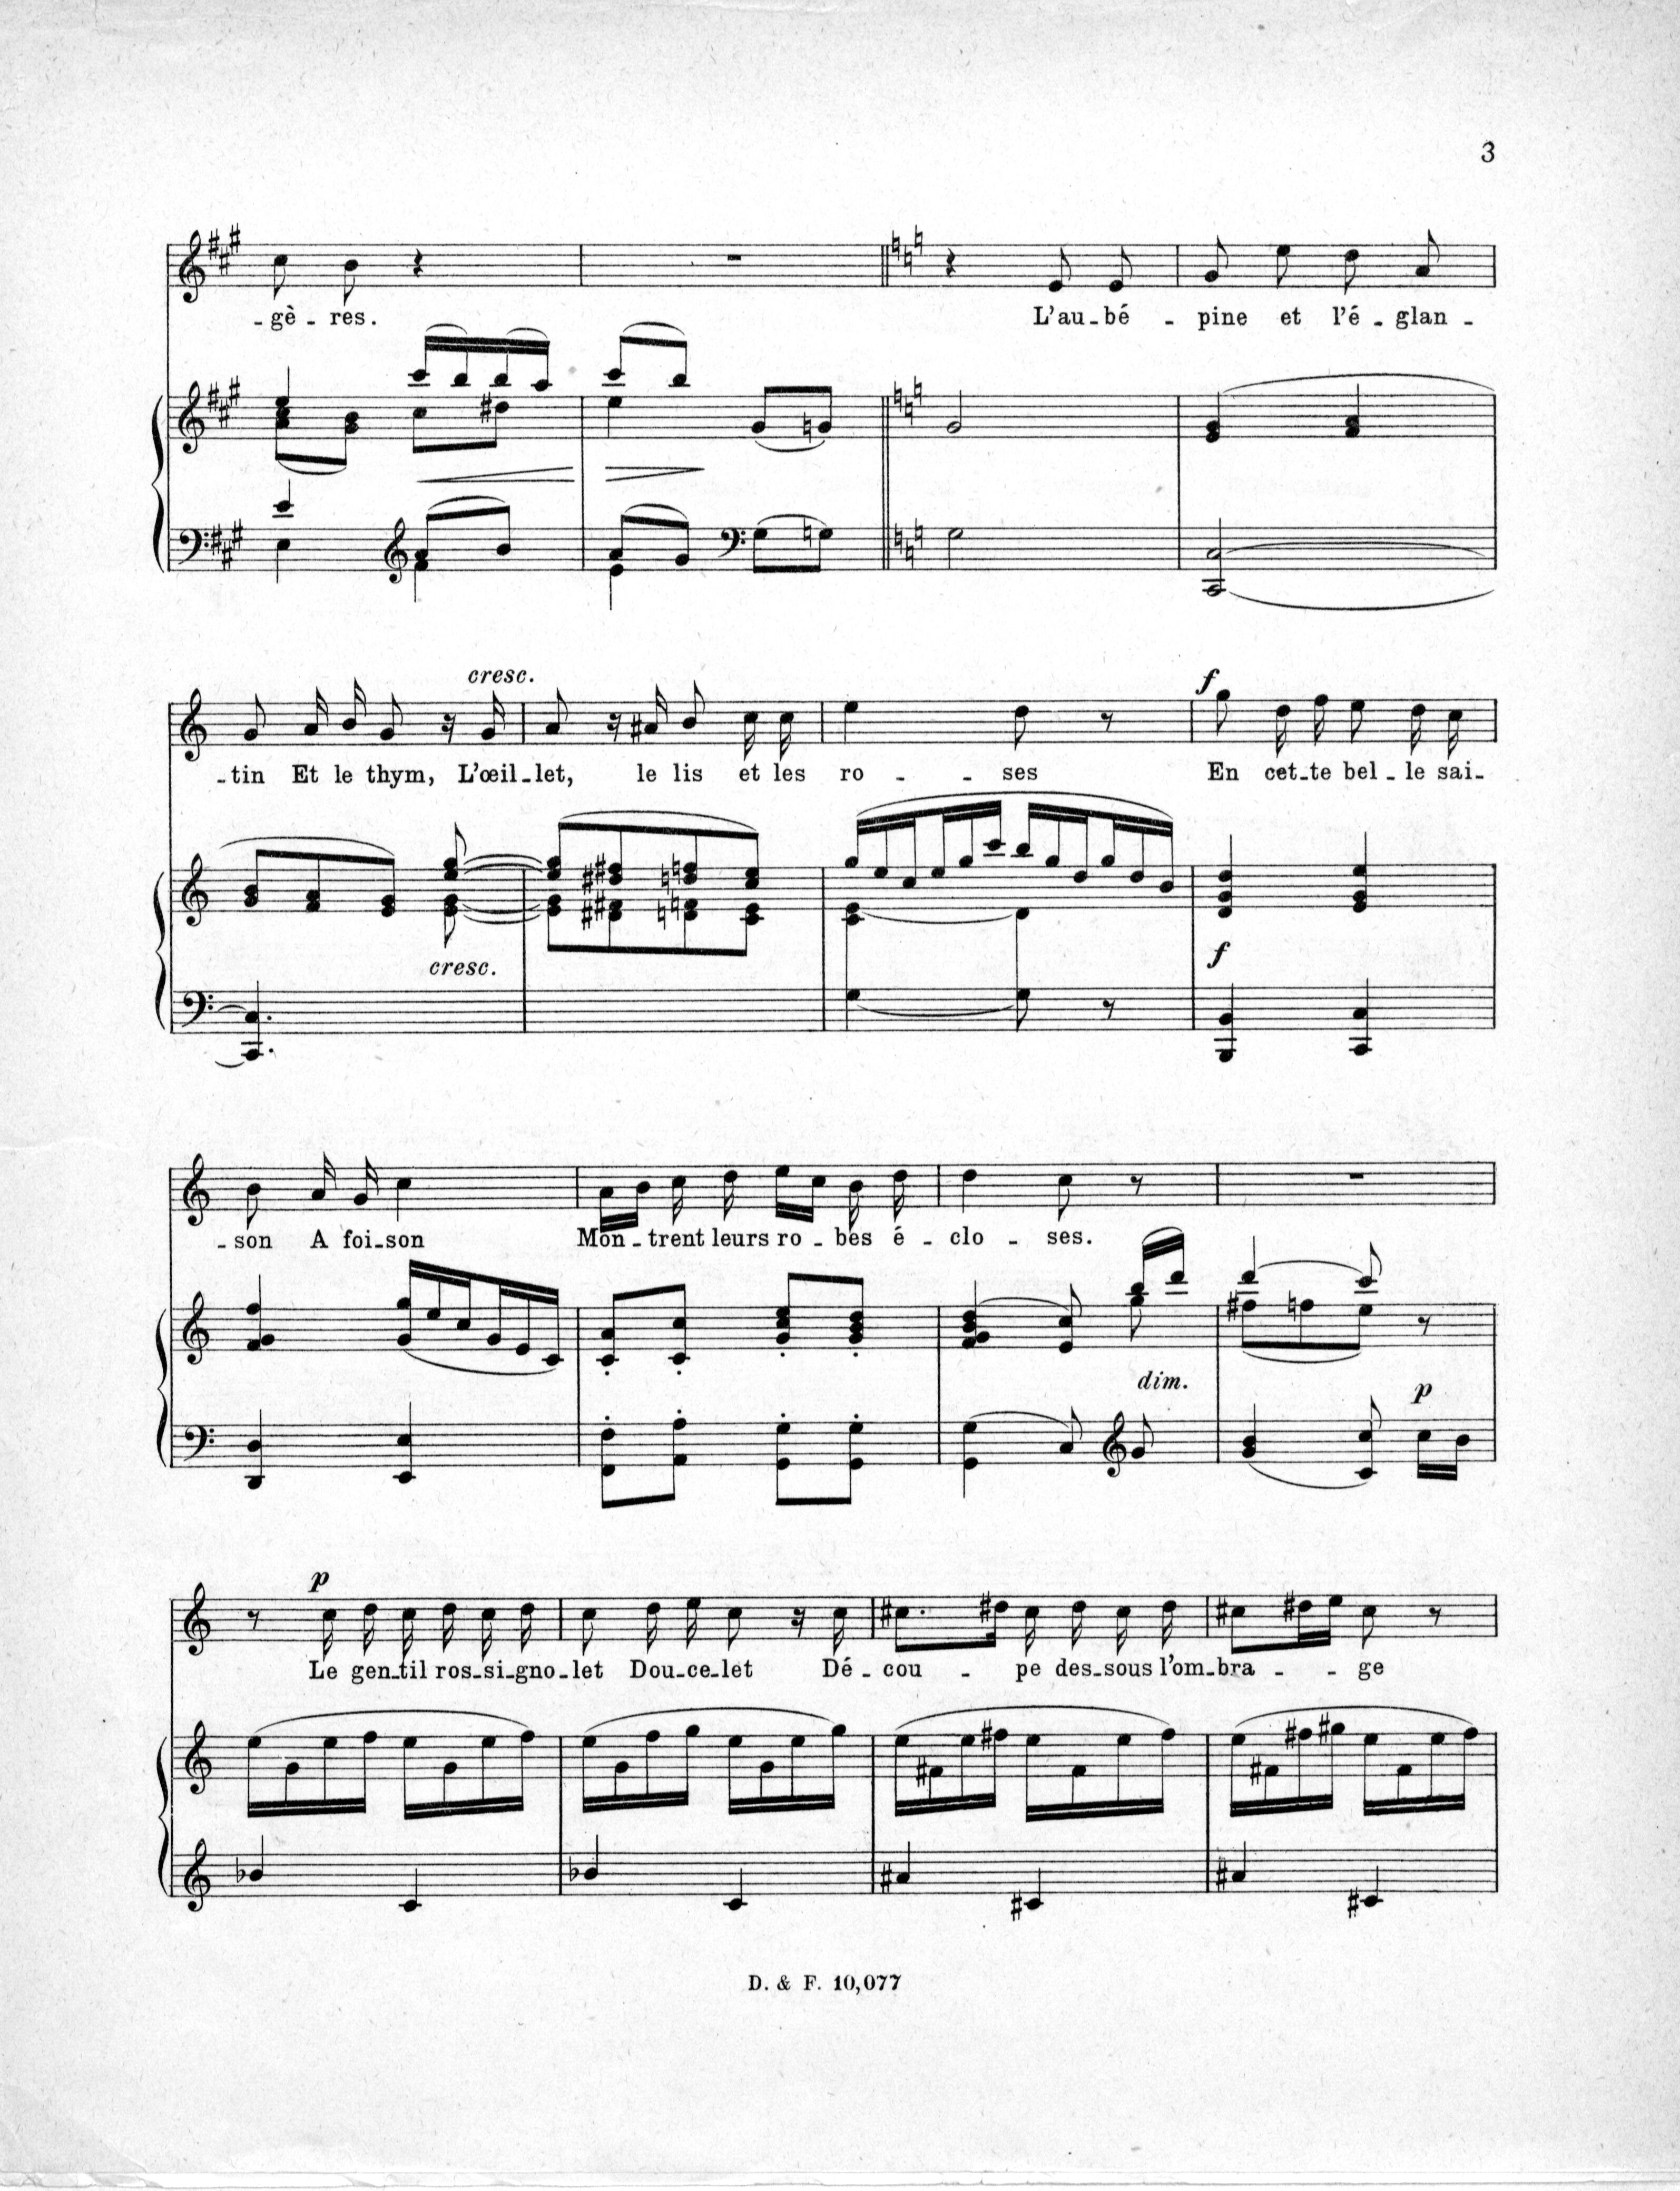 3
- gè - res. L'au - bé - pine et l'é - glan -
cresc.
f
- tin Et le thym, L'œil - let, le lis et les ro - - ses En cet - te bel - le sai -
cresc.
f
- son A foi - son Mon - trent leurs ro - bes é - clo - ses.
dim.
p
p
Le gen - til ros - si - gno - let Dou - ce - let Dé - cou - pe des - sous l'om - bra - - ge
D. & F. 10,077